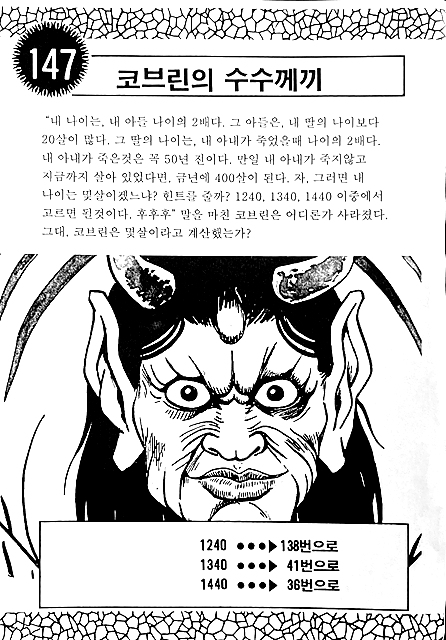 147
코브린의 수수께끼
"내 나이는, 내 아들 나이의 2배다. 그 아들은, 내 딸의 나이보다
20살이 많다. 그 딸의 나이는, 내 아내가 죽었을때 나이의 2배다.
내 아내가 죽은것은 꼭 50년 전이다. 만일 내 아내가 죽지않고
지금까지 살아 있었다면, 금년에 400살이 된다. 자, 그러면 내
나이는 몇살이겠느냐? 힌트를 줄까? 1240, 1340, 1440 이중에서
고르면 된것이다. 후후후" 말을 마친 코브린은 어디론가 사라졌다.
그대, 코브린은 몇살이라고 계산했는가?
1240 ●●●▶ 138번으로
1340 ●●●▶ 41번으로
1440 ●●●▶ 36번으로